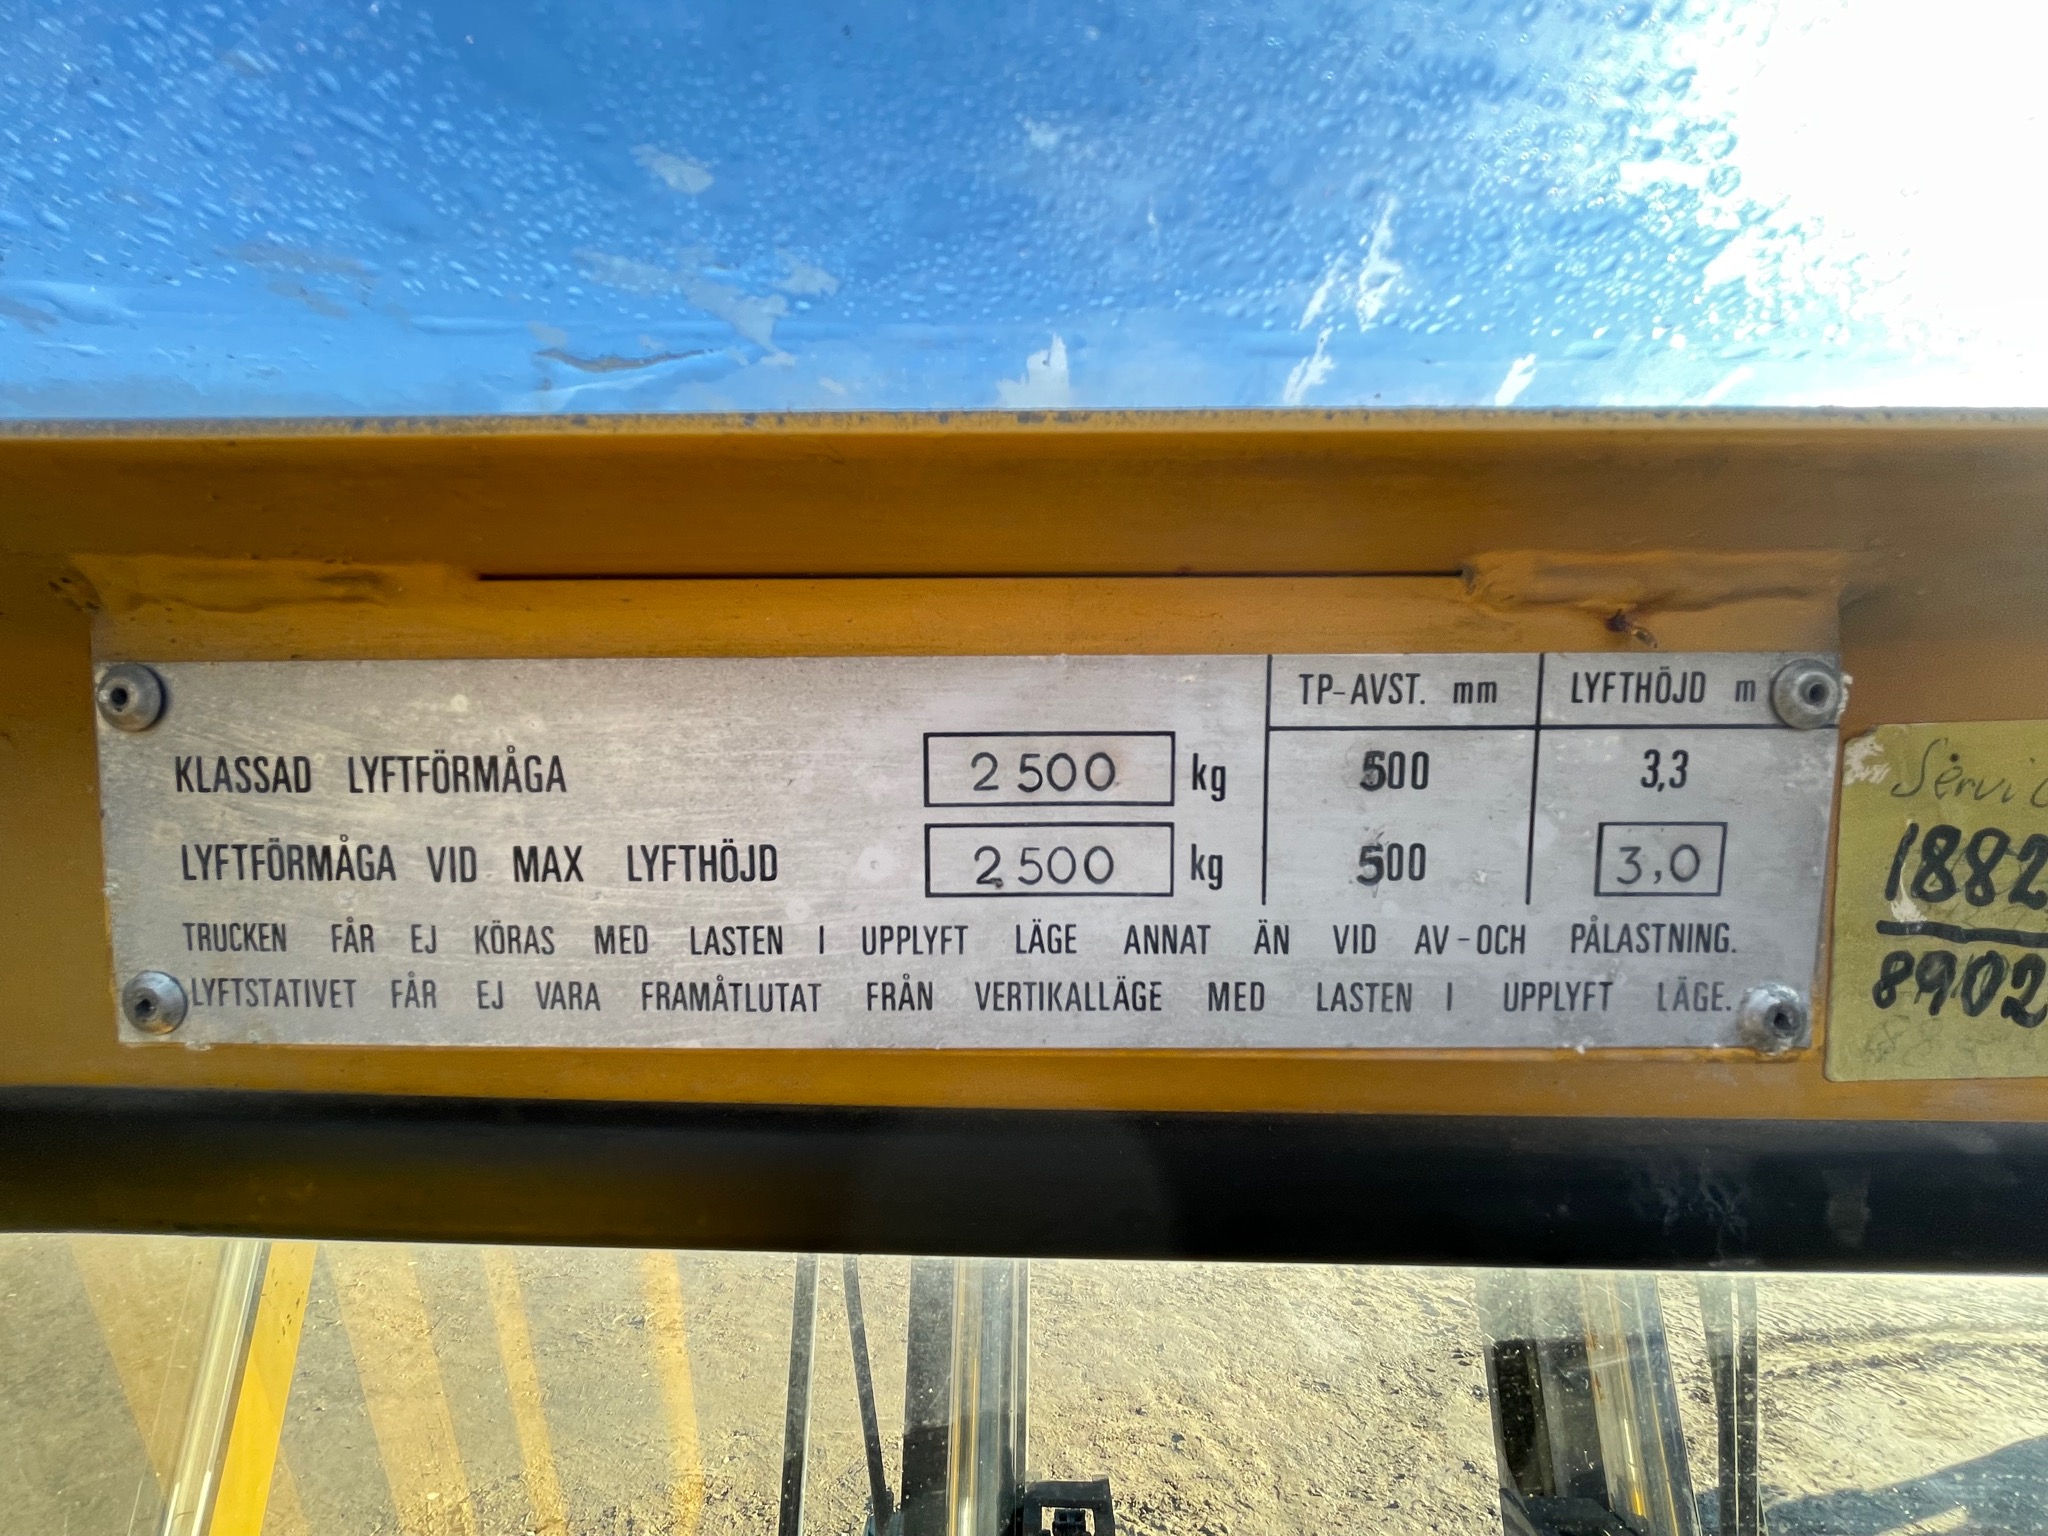 TP-AVST. mm LYFTHÖJD m
KLASSAD LYFTFÖRMÅGA 2 500 kg 500 3,3
LYFTFÖRMÅGA VID MAX LYFTHÖJD 2 500 kg 500 3,0
TRUCKEN FÅR EJ KÖRAS MED LASTEN I UPPLYFT LÄGE ANNAT ÄN VID AV-OCH PÅLASTNING.
LYFTSTATIVET FÅR EJ VARA FRAMÅTLUTAT FRÅN VERTIKALLÄGE MED LASTEN I UPPLYFT LÄGE.
1882
8902